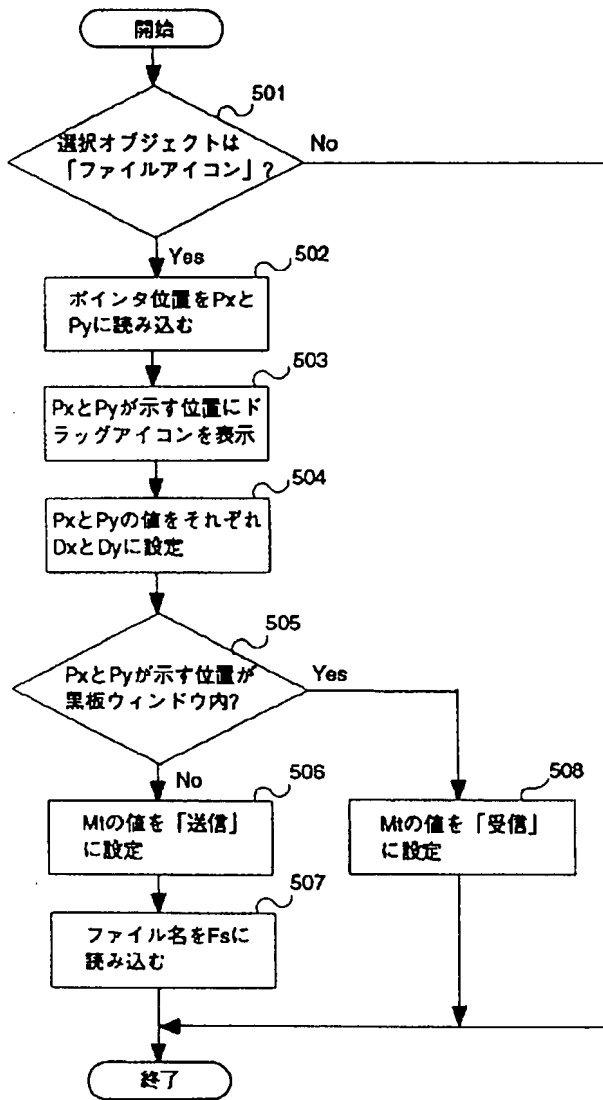 開始
501
選択オブジェクトは
「ファイルアイコン」?
No
Yes
502
ポインタ位置をPxと
Pyに読み込む
503
PxとPyが示す位置にド
ラッグアイコンを表示
504
PxとPyの値をそれぞれ
DxとDyに設定
505
PxとPyが示す位置が
黒板ウィンドウ内?
Yes
No
506
Mtの値を「送信」
に設定
508
Mtの値を「受信」
に設定
507
ファイル名をFsに
読み込む
終了